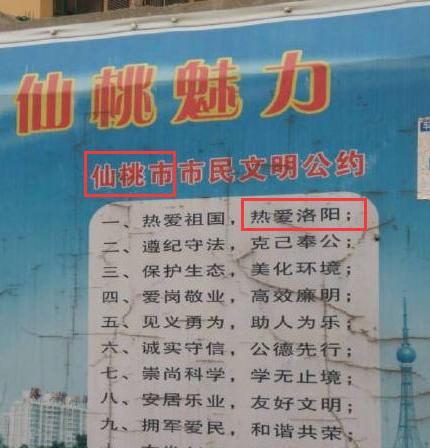 仙桃魅力
仙桃市市民文明公约
一、热爱祖国，热爱洛阳；
二、遵纪守法，克己奉公；
三、保护生态，美化环境；
四、爱岗敬业，高效廉明；
五、见义勇为，助人为乐；
六、诚实守信，公德先行；
七、崇尚科学，学无止境；
八、安居乐业，友好文明；
九、拥军爱民，和谐共荣；